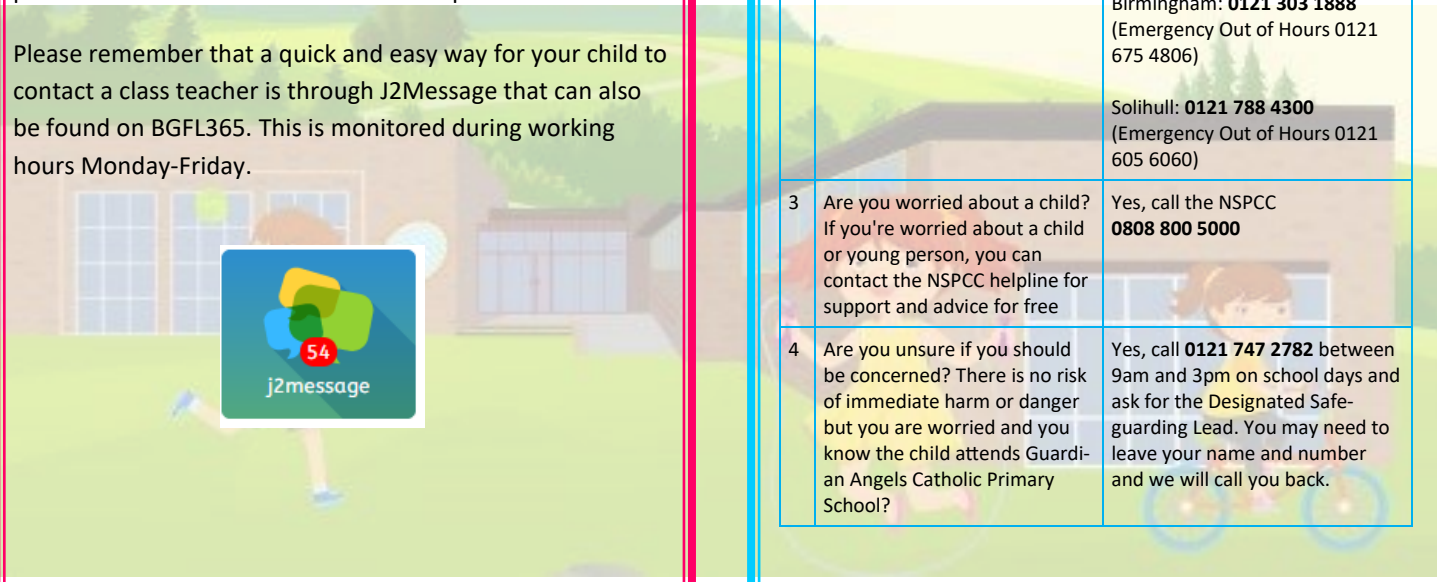 Please remember that a quick and easy way for your child to
contact a class teacher is through J2Message that can also
be found on BGFL365. This is monitored during working
hours Monday-Friday.
54
j2message
Birmingham: 0121 303 1888
(Emergency Out of Hours 0121
675 4806)
Solihull: 0121 788 4300
(Emergency Out of Hours 0121
605 6060)
3
Are you worried about a child?
If you're worried about a child
or young person, you can
contact the NSPCC helpline for
support and advice for free
Yes, call the NSPCC
0808 800 5000
4
Are you unsure if you should
be concerned? There is no risk
of immediate harm or danger
but you are worried and you
know the child attends Guardi-
an Angels Catholic Primary
School?
Yes, call 0121 747 2782 between
9am and 3pm on school days and
ask for the Designated Safe-
guarding Lead. You may need to
leave your name and number
and we will call you back.